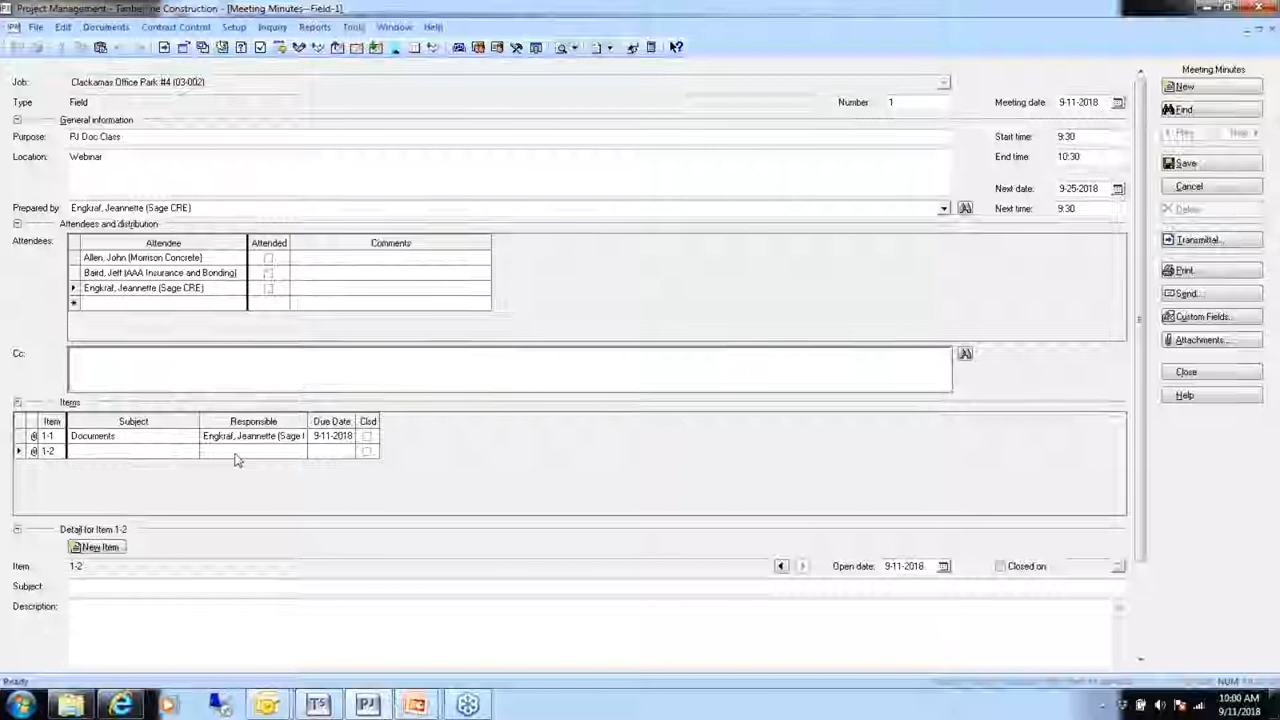 Project Management - Timberline Construction - [Meeting Minutes--Field-1]
File Edit Documents Contract Control Setup Inquiry Reports Tools Window Help
Job: Clackamas Office Park #4 (03-002)
Type Field Number 1 Meeting date: 9-11-2018
General information
Purpose: PJ Doc Class Start time: 9:30
Location: Webinar End time: 10:30
Next date: 9-25-2018
Prepared by Engkraf, Jeannette (Sage CRE) Next time: 9:30
Attendees and distribution
Attendees: Attendee Attended Comments
Allen, John (Morrison Concrete)
Baird, Jeff (AAA Insurance and Bonding)
Engkraf, Jeannette (Sage CRE)
Cc:
Items
Item Subject Responsible Due Date Clsd
1-1 Documents Engkraf, Jeannette (Sage 9-11-2018
1-2
Detail for Item 1-2
New Item
Item: 1-2 Open date: 9-11-2018 Closed on
Subject:
Description:
Meeting Minutes
New
Find
Save
Cancel
Delete
Transmittal...
Print
Send...
Custom Fields...
Attachments...
Close
Help
Ready NUM
10:00 AM
9/11/2018